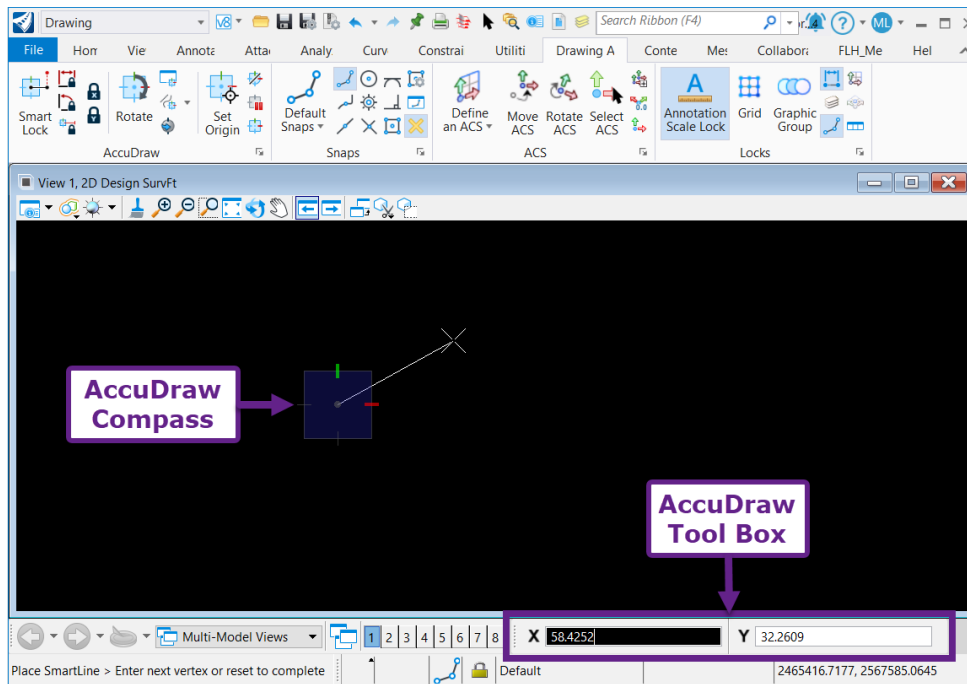 Drawing
V8
Search Ribbon (F4)
ML
File
Hon
Vie
Annota
Atta
Analy
Curv
Constrai
Utiliti
Drawing A
Conte
Me:
Collabora
FLH_Me
Hel
Smart
Lock
Rotate
Set
Origin
AccuDraw
Default
Snaps
Snaps
Define
an ACS
Move
ACS
Rotate
ACS
Select
ACS
ACS
Annotation
Scale Lock
Grid
Graphic
Group
Locks
View 1, 2D Design SurvFt
AccuDraw
Compass
AccuDraw
Tool Box
Multi-Model Views
1 2 3 4 5 6 7 8
X 58.4252
Y 32.2609
Place SmartLine > Enter next vertex or reset to complete
Default
2465416.7177, 2567585.0645